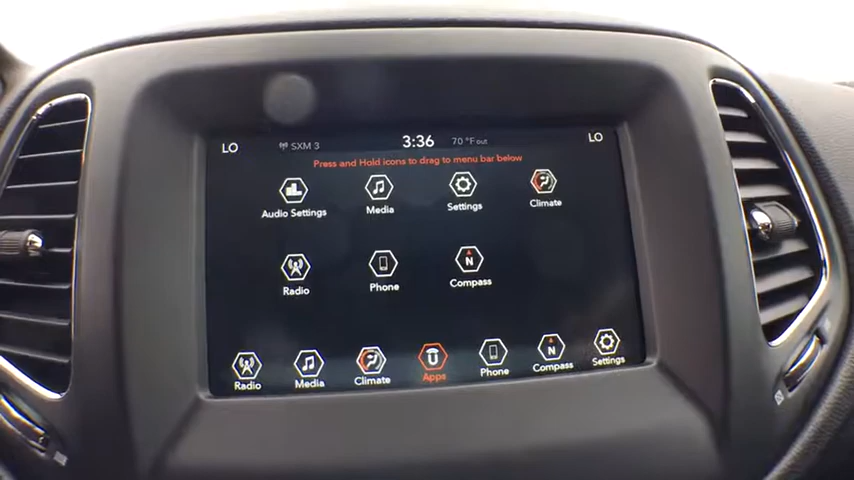 LO SXM 3 3:36 70 °F out LO
Press and Hold icons to drag to menu bar below
Audio Settings Media Settings Climate
Radio Phone N Compass
Radio Media Climate U Apps Phone N Compass Settings